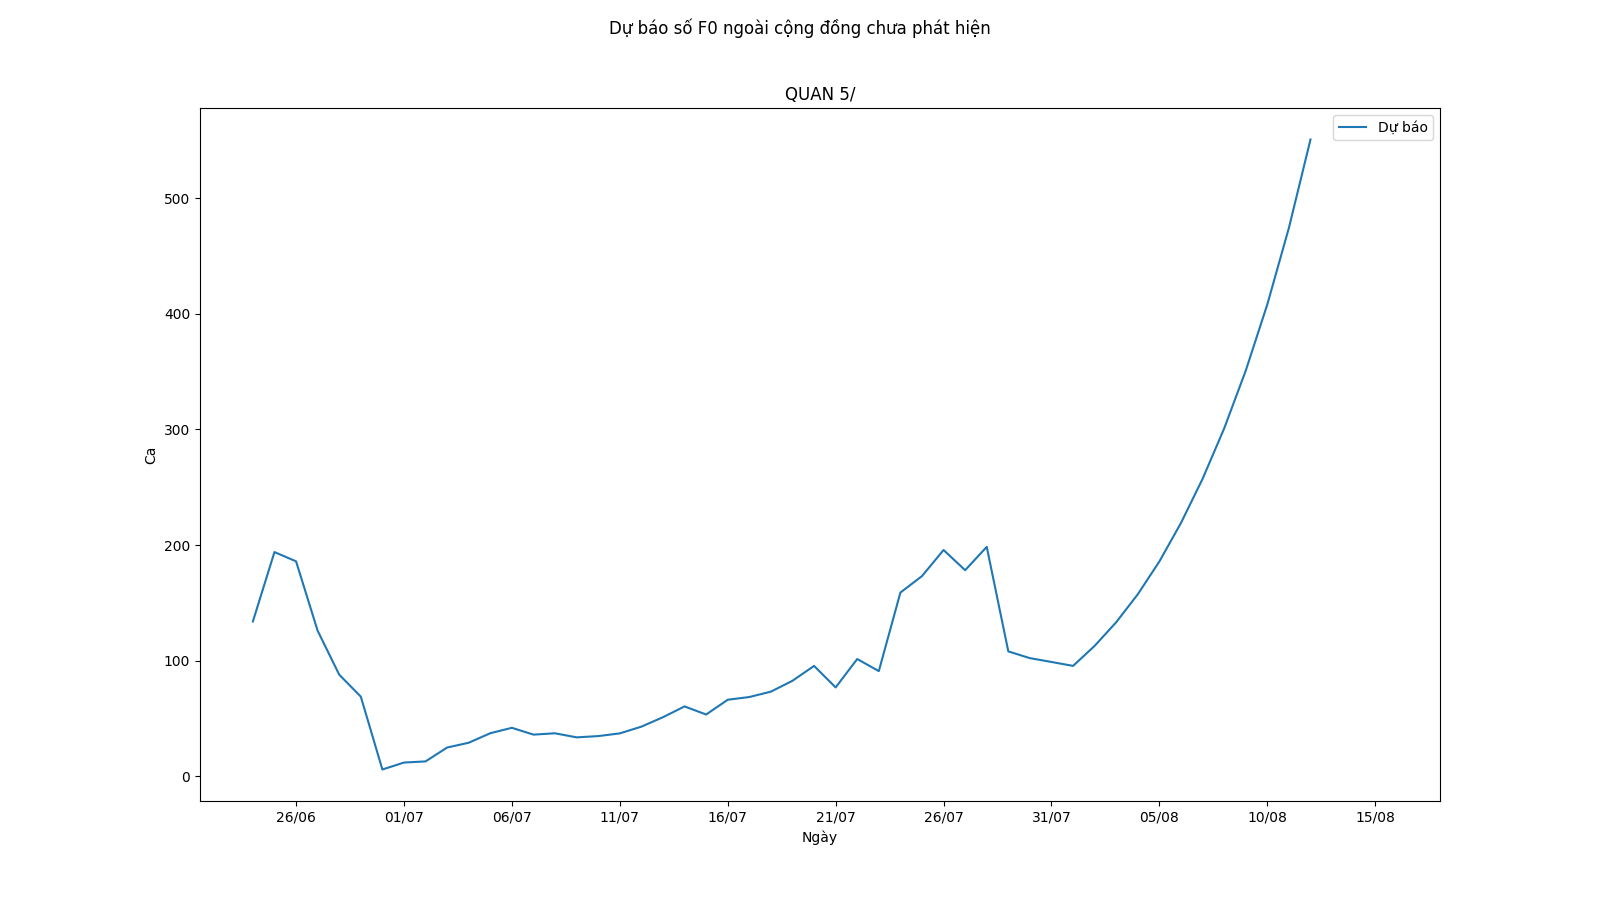 Dự báo số F0 ngoài cộng đồng chưa phát hiện
QUAN 5/
Dự báo
500
400
300
200
100
0
Ca
26/06 01/07 06/07 11/07 16/07 21/07 26/07 31/07 05/08 10/08 15/08
Ngày